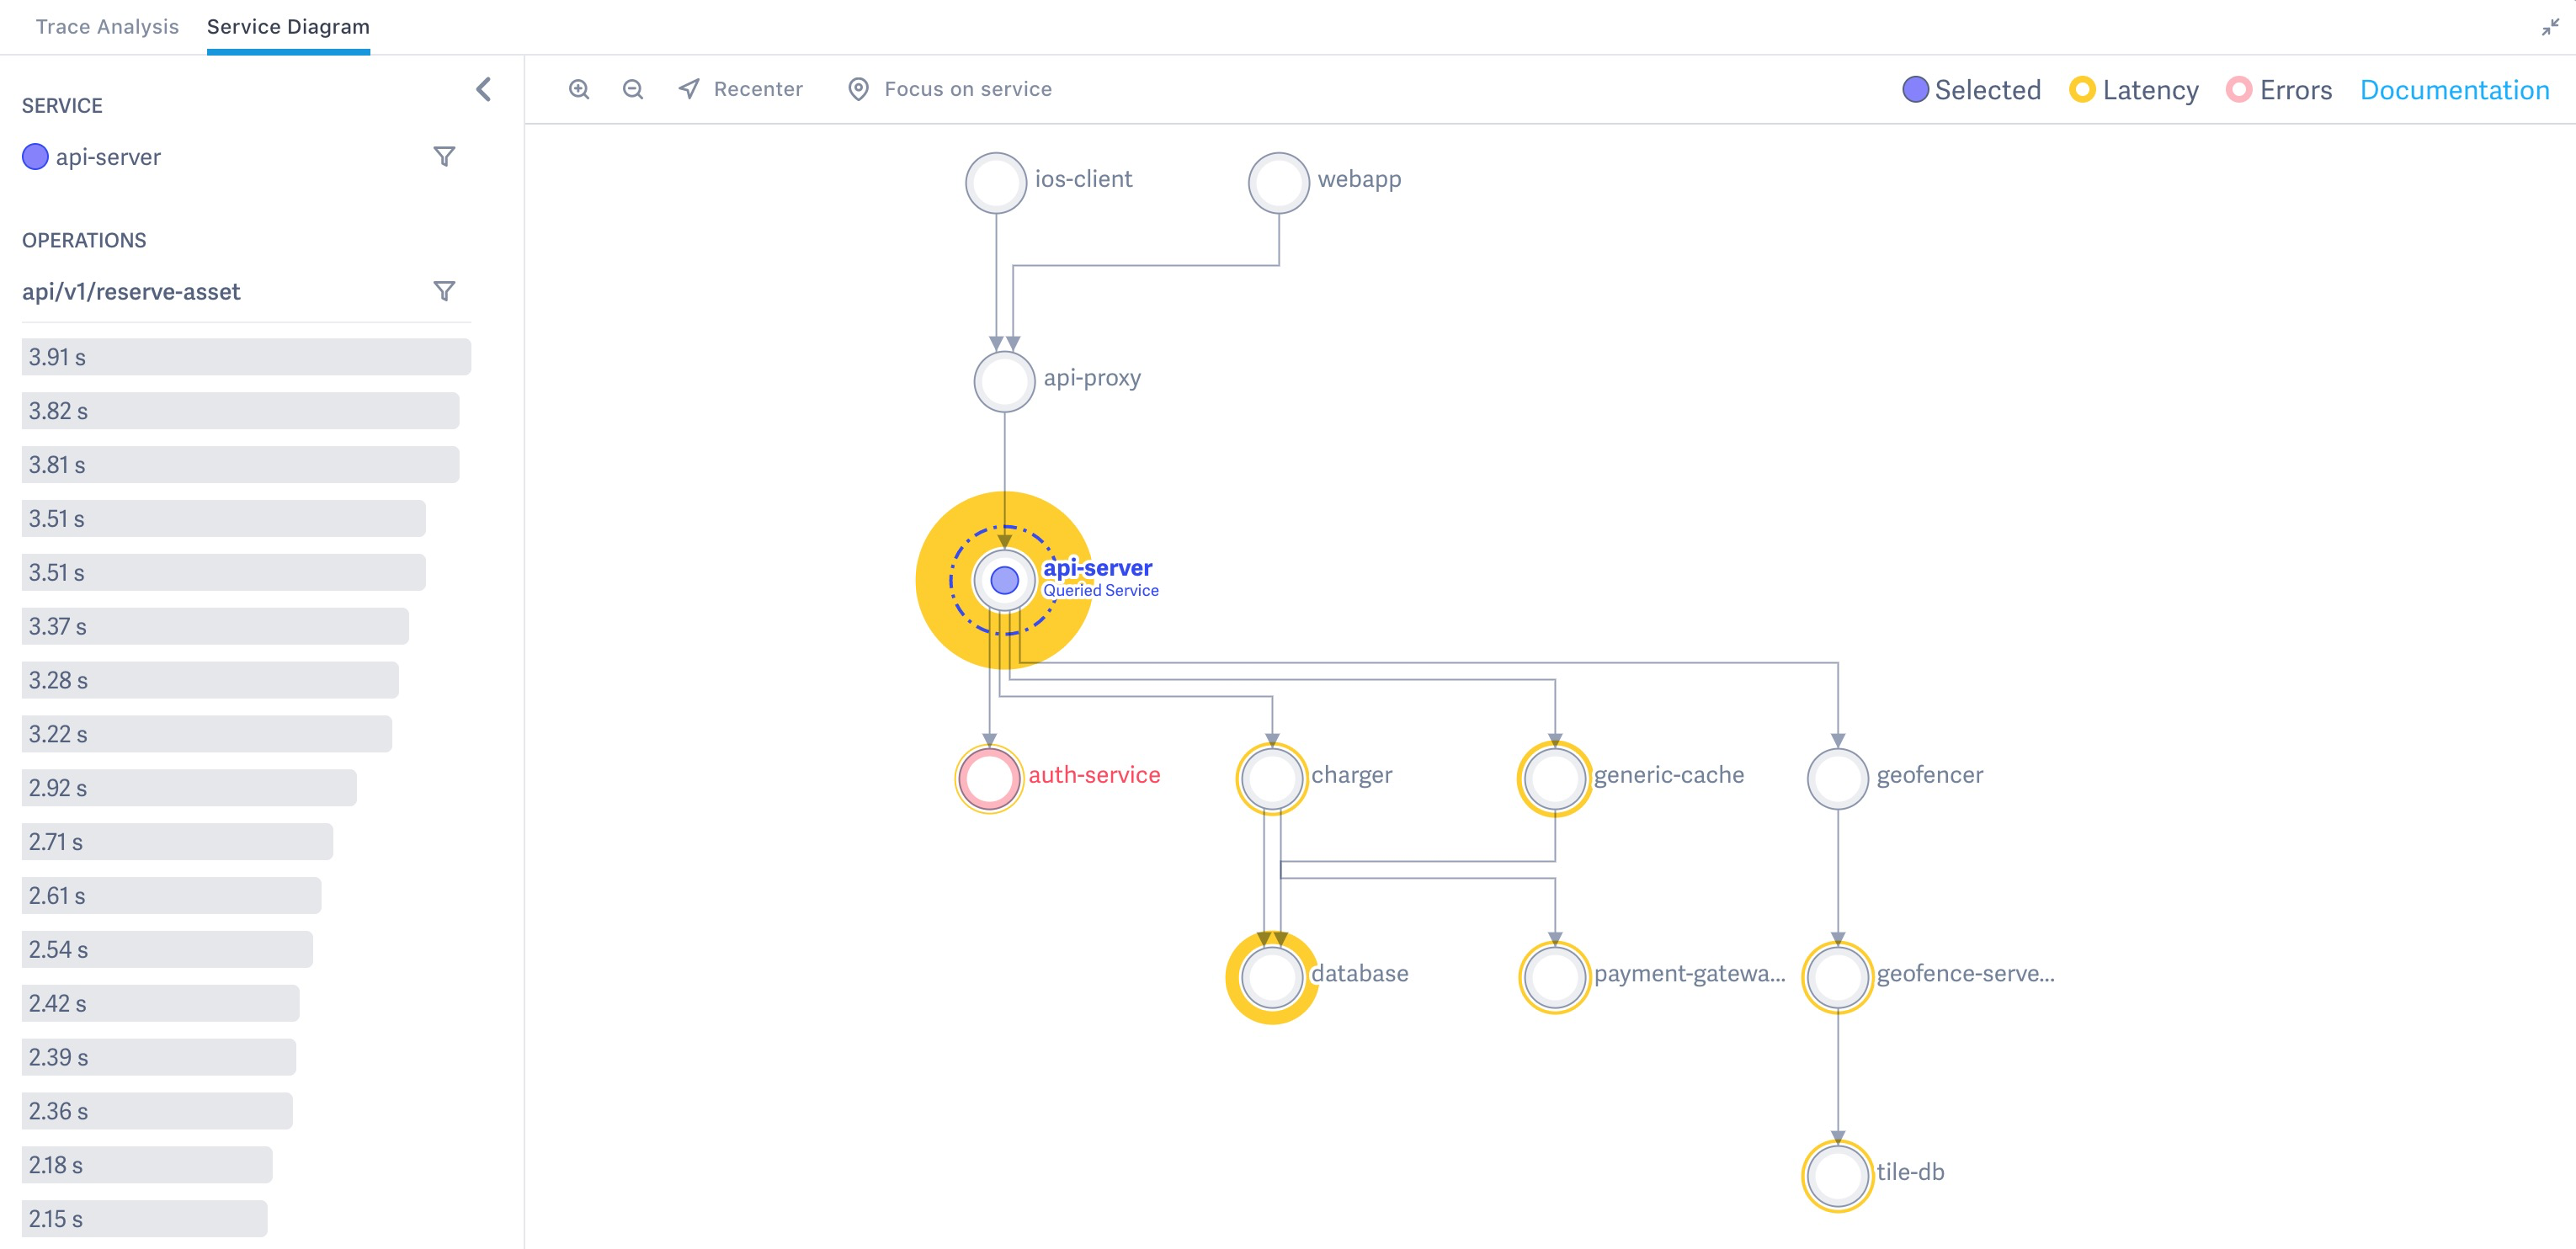 Trace Analysis
Service Diagram
SERVICE
api-server
OPERATIONS
api/v1/reserve-asset
3.91 s
3.82 s
3.81 s
3.51 s
3.51 s
3.37 s
3.28 s
3.22 s
2.92 s
2.71 s
2.61 s
2.54 s
2.42 s
2.39 s
2.36 s
2.18 s
2.15 s
Recenter
Focus on service
Selected
Latency
Errors
Documentation
ios-client
webapp
api-proxy
api-server
Queried Service
auth-service
charger
generic-cache
geofencer
database
payment-gatewa...
geofence-serve...
tile-db